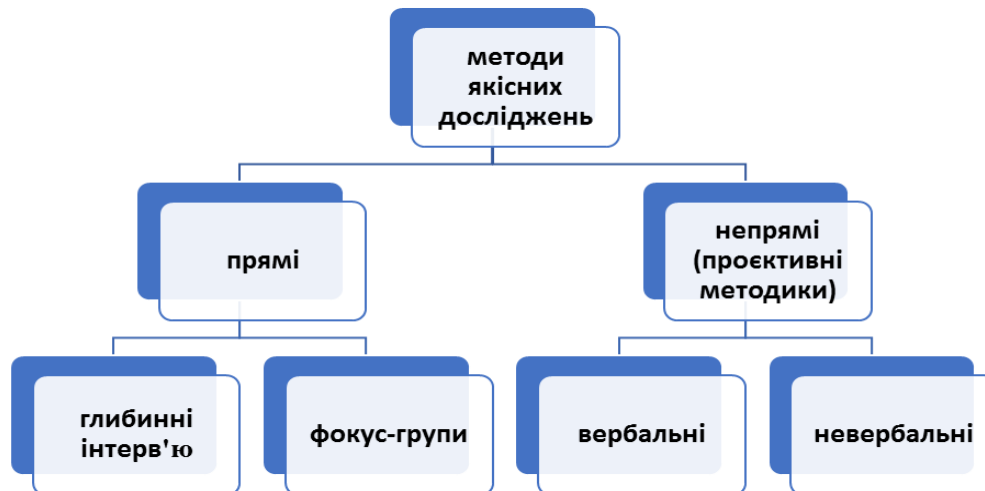 методи
якісних
досліджень
прямі
непрямі
(проєктивні
методики)
глибинні
інтерв'ю
фокус-групи
вербальні
невербальні